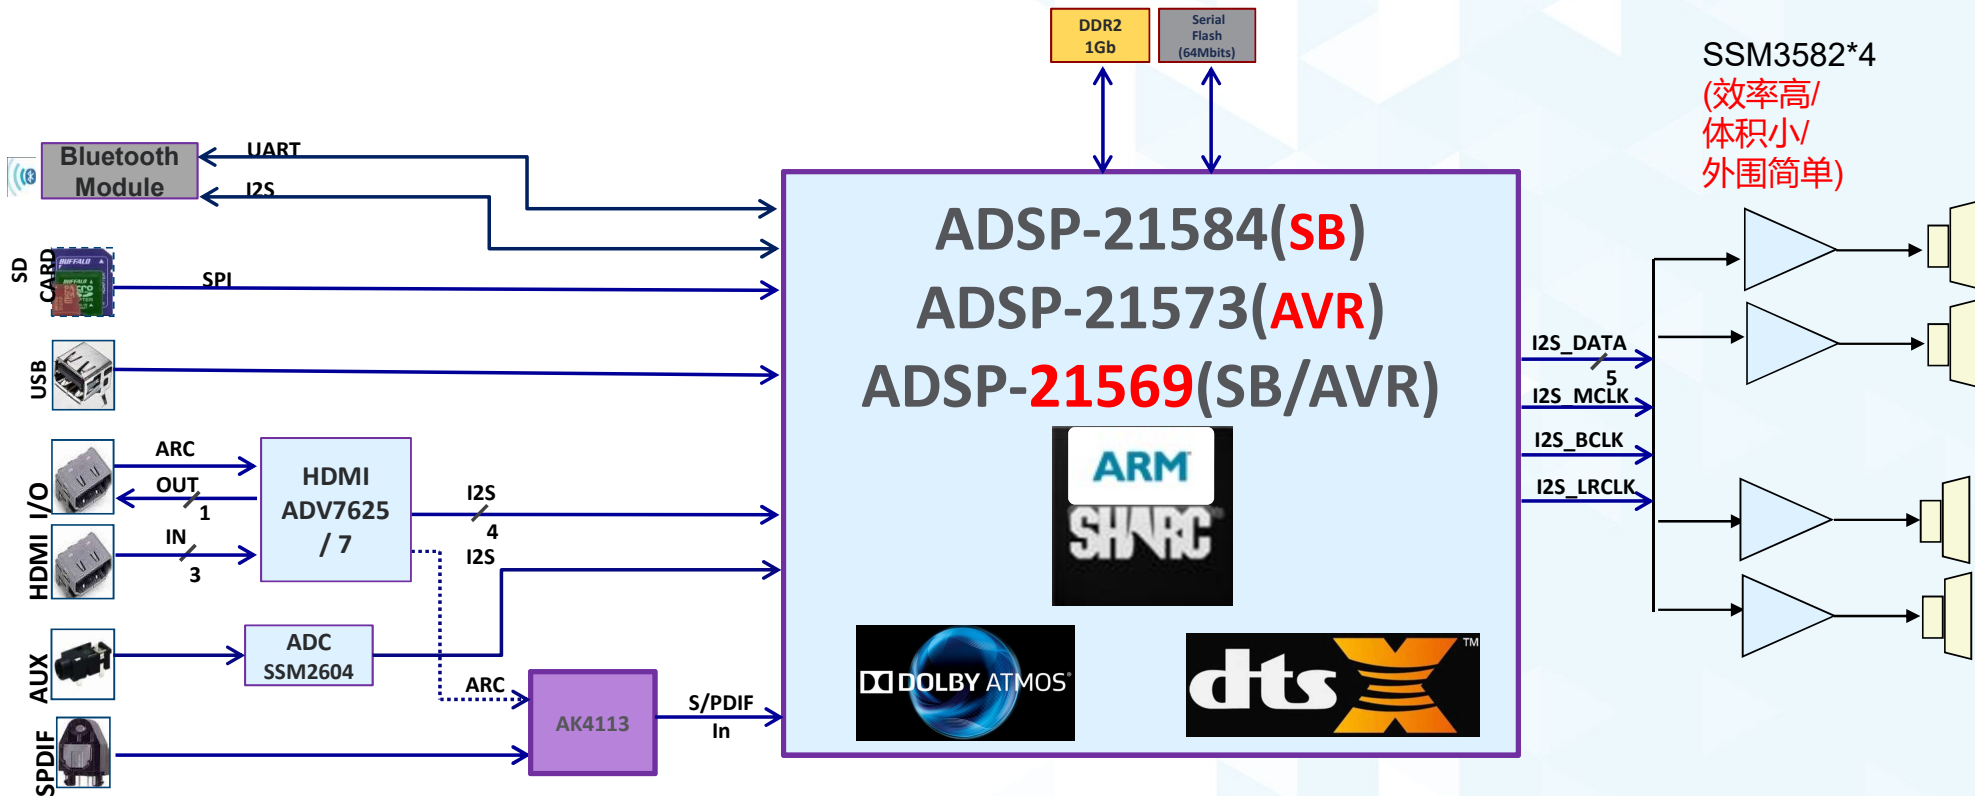 DDR2
1Gb
Serial
Flash
(64Mbits)
SSM3582*4
(效率高/
体积小/
外围简单)
Bluetooth
Module
UART
I2S
SD
CARD
BUFFALO
BUFFALO
SPI
USB
HDMI I/O
ARC
OUT
1
IN
3
HDMI
ADV7625
/ 7
I2S
4
I2S
AUX
ADC
SSM2604
ARC
SPDIF
AK4113
S/PDIF
In
ADSP-21584(SB)
ADSP-21573(AVR)
ADSP-21569(SB/AVR)
ARM
SHARC
DOLBY ATMOS
dts X ™
I2S_DATA
5
I2S_MCLK
I2S_BCLK
I2S_LRCLK